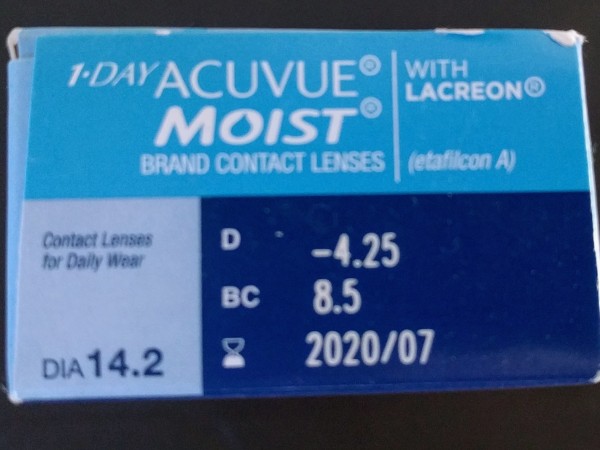 1·DAY ACUVUE® WITH
MOIST® LACREON®
BRAND CONTACT LENSES (etafilcon A)
Contact Lenses
for Daily Wear
DIA 14.2
D -4.25
BC 8.5
2020/07